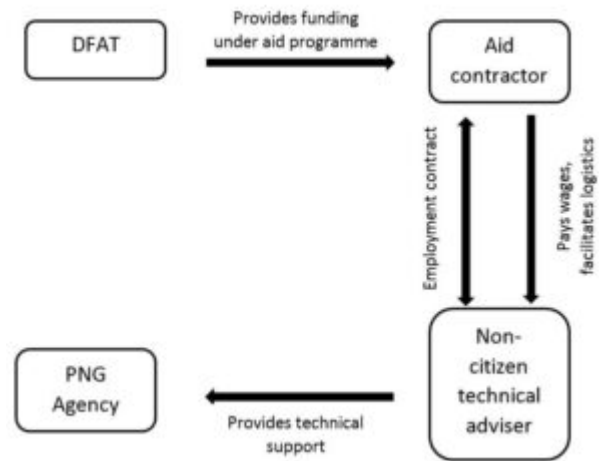 DFAT
Provides funding
under aid programme
Aid
contractor
Employment contract
Pays wages,
facilitates logistics
PNG
Agency
Provides technical
support
Non-
citizen
technical
adviser